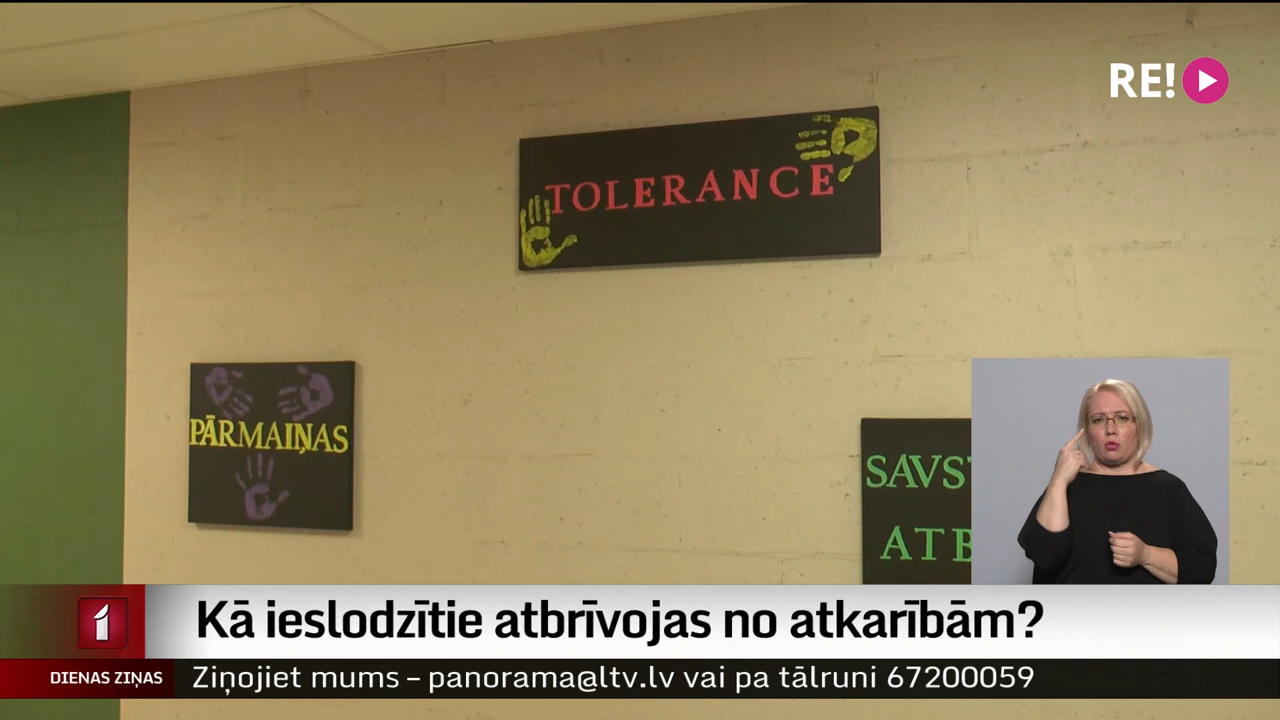 RE!
TOLERANCE
PĀRMAIŅAS
1
Kā ieslodzītie atbrīvojas no atkarībām?
DIENAS ZIŅAS
Ziņojiet mums – panorama@ltv.lv vai pa tālruni 67200059